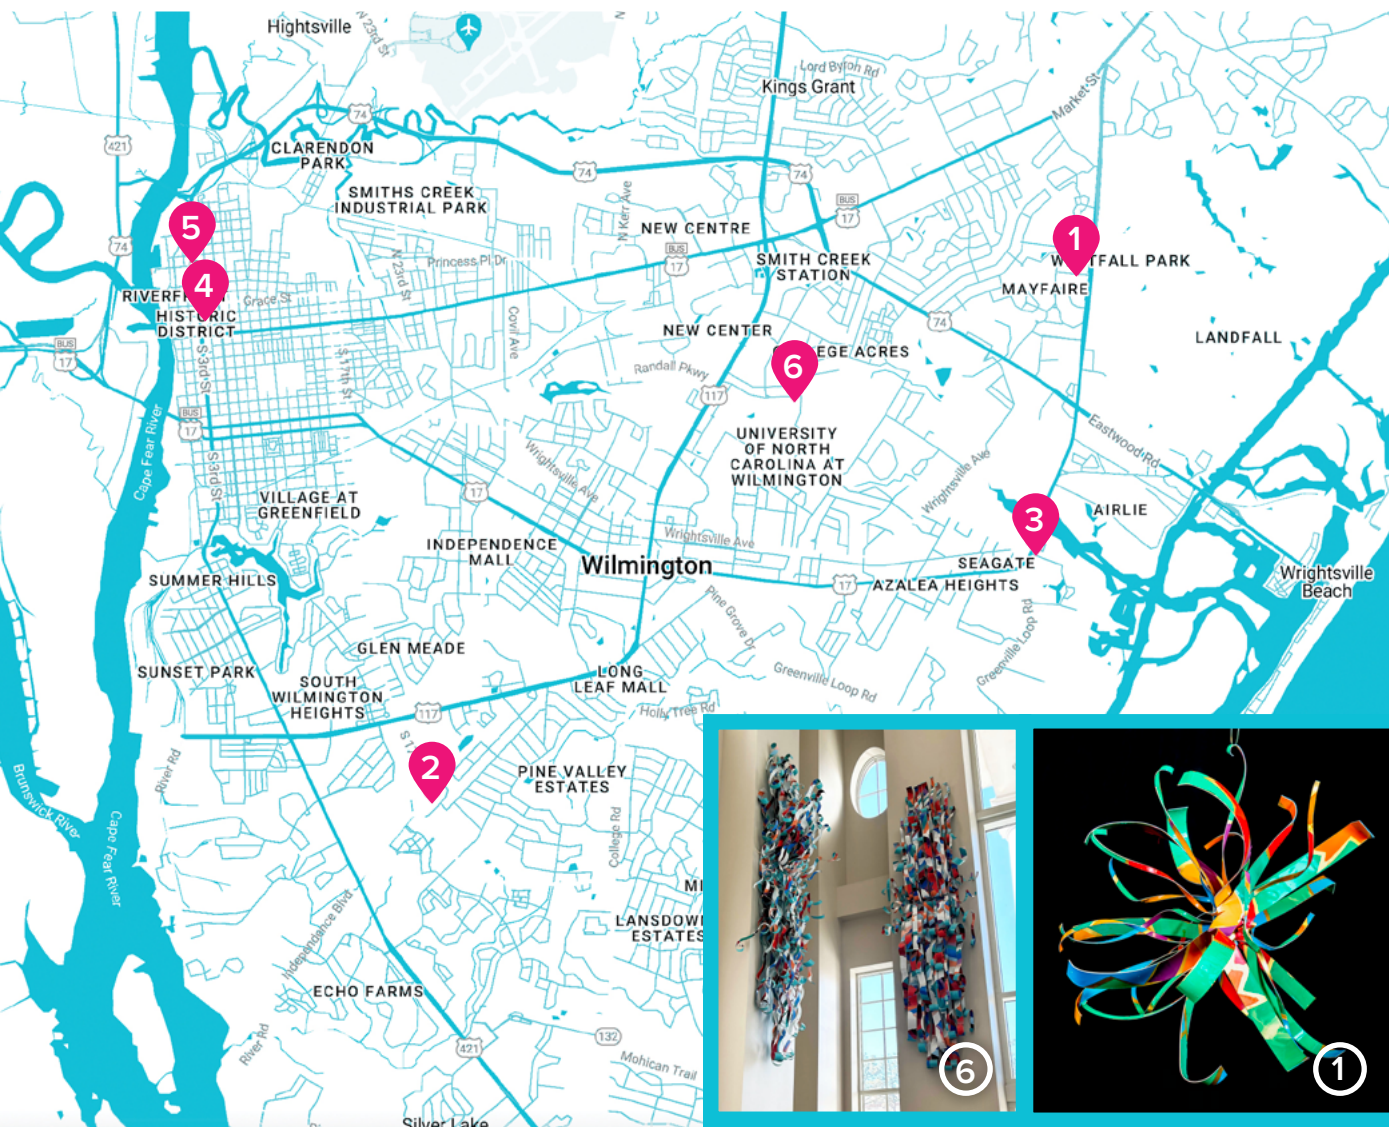 Hightsville
N 23rd St
N
Lord Byron Rd
Kings Grant
Market St
74
421
CLARENDON
PARK
74
74
SMITHS CREEK
INDUSTRIAL PARK
N Kerr Ave
BUS
17
5
NEW CENTRE
1
74
BUS
17
Princess Pl Dr
N 23rd St
SMITH CREEK
STATION
W
TFALL PARK
4
MAYFAIRE
RIVERFR
T
Grace St
HISTORIC
DISTRICT
74
NEW CENTER
Covil Ave
LANDFALL
BUS
17
S 3rd St
S 17th St
6
EGE ACRES
Randall Pkwy
117
BUS
17
Cape Fear River
Eastwood Rd
UNIVERSITY
OF NORTH
CAROLINA AT
WILMINGTON
Wrightsville Ave
Wrightsville Ave
S 3rd St
17
VILLAGE AT
GREENFIELD
3
AIRLIE
Wrightsville Ave
INDEPENDENCE
MALL
Wilmington
SEAGATE
17
AZALEA HEIGHTS
SUMMER HILLS
Wrightsville
Beach
Pine Grove Dr
Greenville Loop Rd
GLEN MEADE
SUNSET PARK
LONG
LEAF MALL
Greenville Loop Rd
SOUTH
WILMINGTON
HEIGHTS
117
Holly Tree Rd
S 1
2
River Rd
PINE VALLEY
ESTATES
Brunswick River
Cape Fear River
College Rd
M
LANSDOW
ESTATES
Independence Blvd
ECHO FARMS
River Rd
421
132
Mohican Trail
Silver Lake
6
1